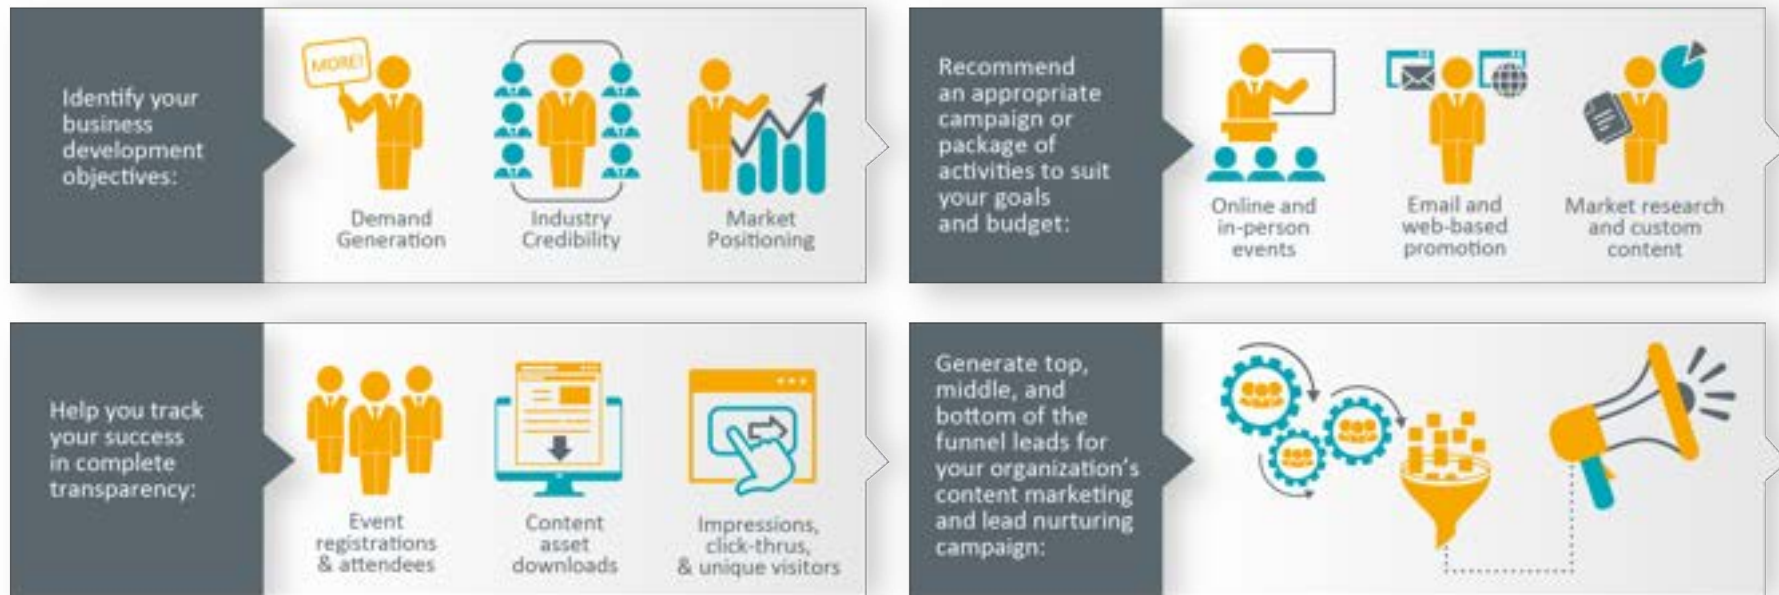 Identify your
business
development
objectives:
MORE!
Demand
Generation
Industry
Credibility
Market
Positioning
Recommend
an appropriate
campaign or
package of
activities to suit
your goals
and budget:
Online and
in-person
events
Email and
web-based
promotion
Market research
and custom
content
Help you track
your success
in complete
transparency:
Event
registrations
& attendees
Content
asset
downloads
Impressions,
click-thrus,
& unique visitors
Generate top,
middle, and
bottom of the
funnel leads for
your organization's
content marketing
and lead nurturing
campaign: